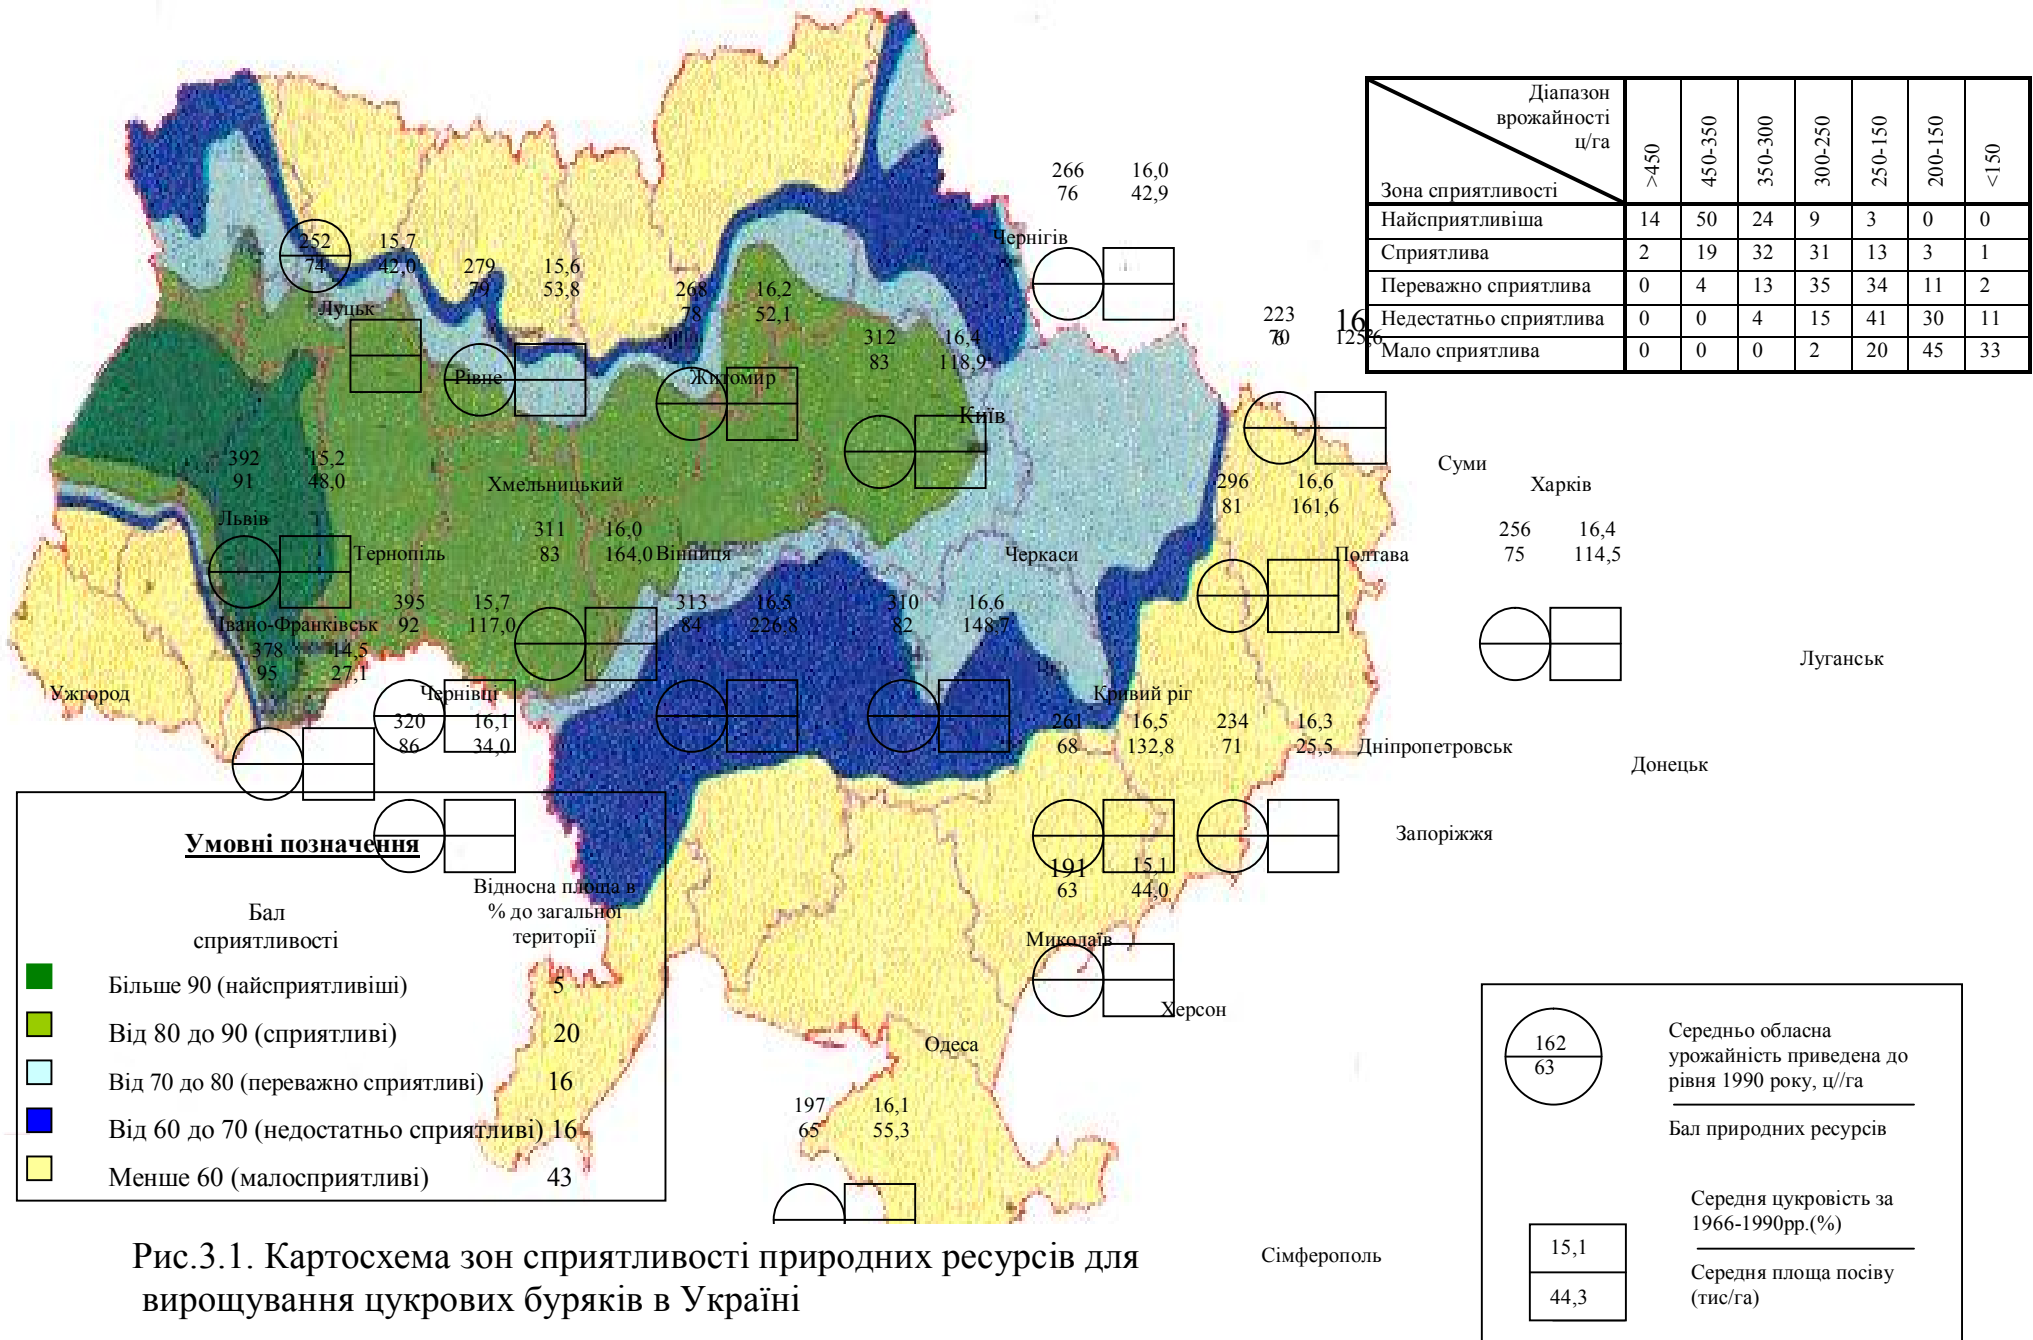 Діапазон
врожайності
ц/га
Зона сприятливості
>450
450-350
350-300
300-250
250-150
200-150
<150
Найсприятливіша 14 50 24 9 3 0 0
Сприятлива 2 19 32 31 13 3 1
Переважно сприятлива 0 4 13 35 34 11 2
Недестатньо сприятлива 0 0 4 15 41 30 11
Мало сприятлива 0 0 0 2 20 45 33
266 16,0
76 42,9
Чернігів
252 15,7
74 42,0
279 15,6
79 53,8
268 16,2
78 52,1
Луцьк
223
125,6
312 16,4
83 118,9
Рівне
Житомир
Київ
392 15,2
91 48,0
Хмельницький
Суми
296 16,6
81 161,6
Харків
Львів
311 16,0
83 164,0
256 16,4
75 114,5
Тернопіль
Вінниця
Черкаси
Полтава
395 15,7
92 117,0
313 16,5
84 226,8
310 16,6
82 148,7
Івано-Франківськ
378 14,5
95 27,1
Луганськ
Ужгород
Чернівці
Кривий ріг
320 16,1
86 34,0
261 16,5
68 132,8
234 16,3
71 25,5
Дніпропетровськ
Донецьк
Запоріжжя
191 15,1
63 44,0
Миколаїв
Херсон
Одеса
197 16,1
65 55,3
Сімферополь
Умовні позначення
Бал
сприятливості
Відносна площа в
% до загальної
території
Більше 90 (найсприятливіші) 5
Від 80 до 90 (сприятливі) 20
Від 70 до 80 (переважно сприятливі) 16
Від 60 до 70 (недостатньо сприятливі) 16
Менше 60 (малосприятливі) 43
162
63
Середньо обласна
урожайність приведена до
рівня 1990 року, ц//га
Бал природних ресурсів
15,1
44,3
Середня цукровість за
1966-1990рр.(%)
Середня площа посіву
(тис/га)
Рис.3.1. Картосхема зон сприятливості природних ресурсів для
вирощування цукрових буряків в Україні